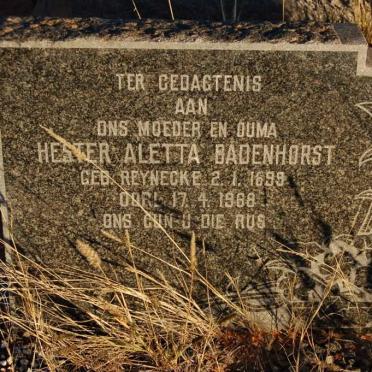 TER GEDAGTENIS
AAN
ONS MOEDER EN OUMA
HESTER ALETTA BADENHORST
GEB. REYNECKE 2.1.1899
OORL. 17.4.1968
ONS GUN U DIE RUS